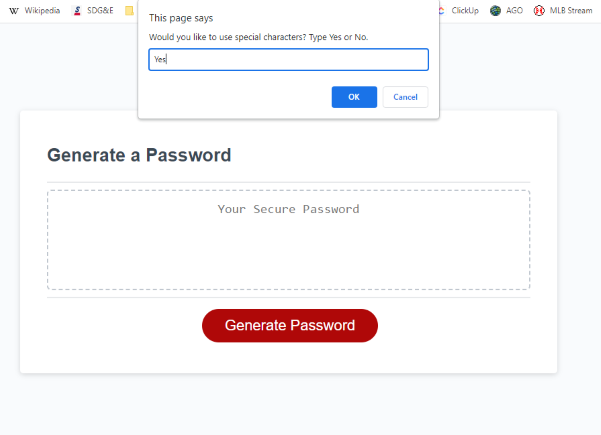 Wikipedia SDG&E ClickUp AGO MLB Stream
This page says
Would you like to use special characters? Type Yes or No.
Yes
OK Cancel
Generate a Password
Your Secure Password
Generate Password